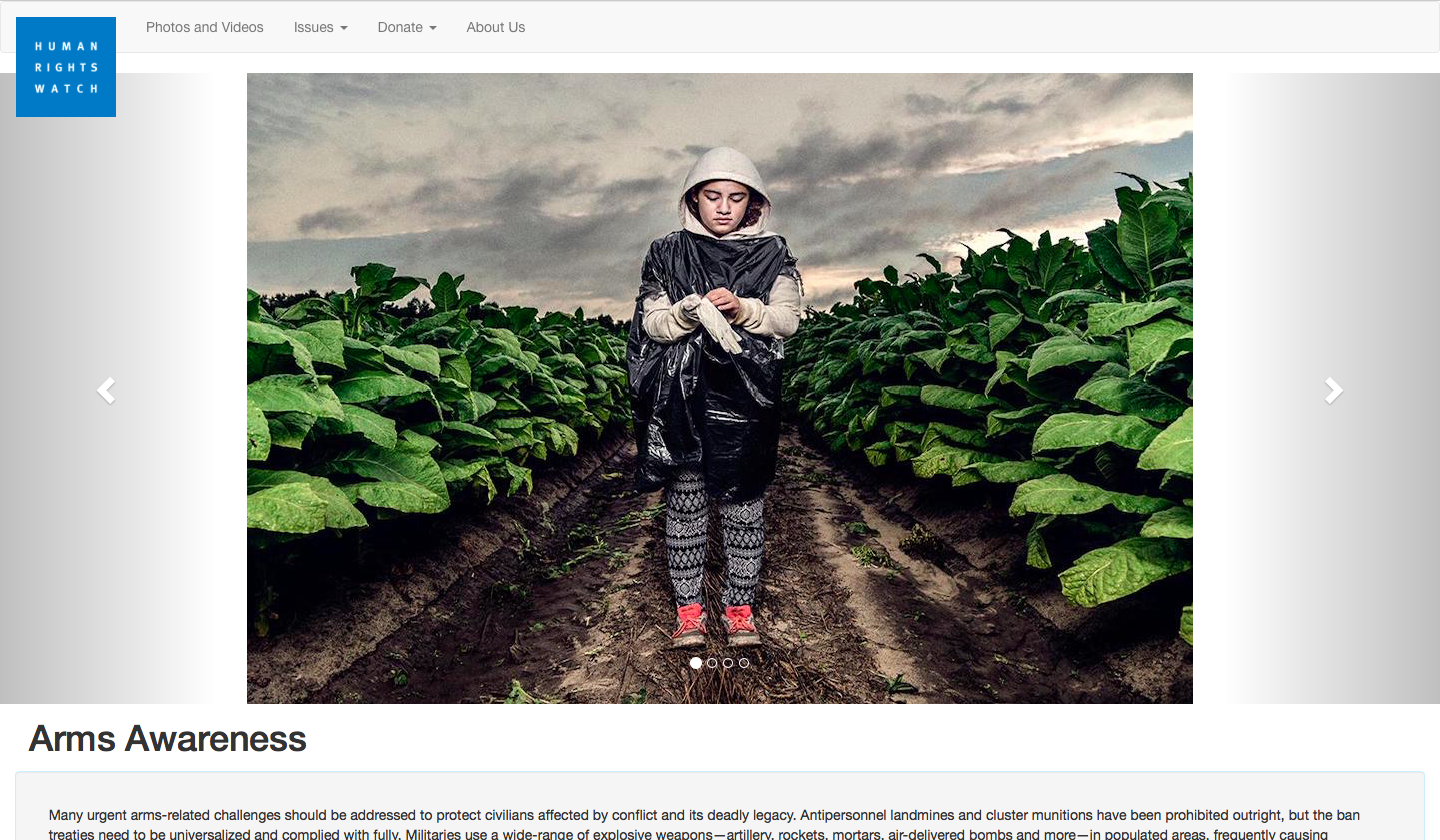 HUMAN
RIGHTS
WATCH
Photos and Videos
Issues
Donate
About Us
Arms Awareness
Many urgent arms-related challenges should be addressed to protect civilians affected by conflict and its deadly legacy. Antipersonnel landmines and cluster munitions have been prohibited outright, but the ban
treaties need to be universalized and complied with fully. Militaries use a wide-range of explosive weapons—artillery, rockets, mortars, air-delivered bombs and more—in populated areas, frequently causing